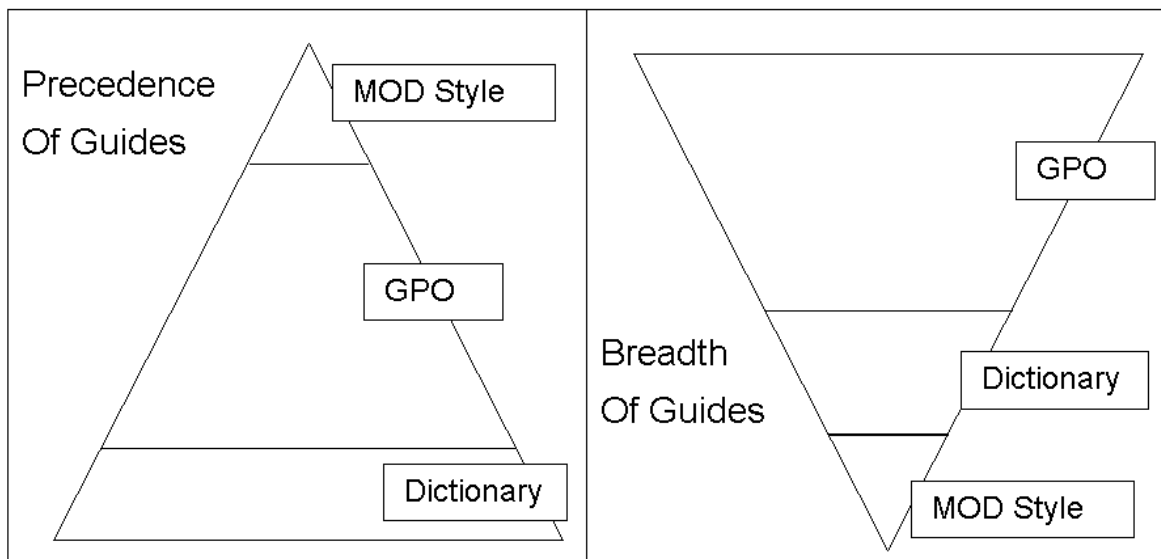 Precedence
Of Guides
MOD Style
GPO
Dictionary
GPO
Breadth
Of Guides
Dictionary
MOD Style